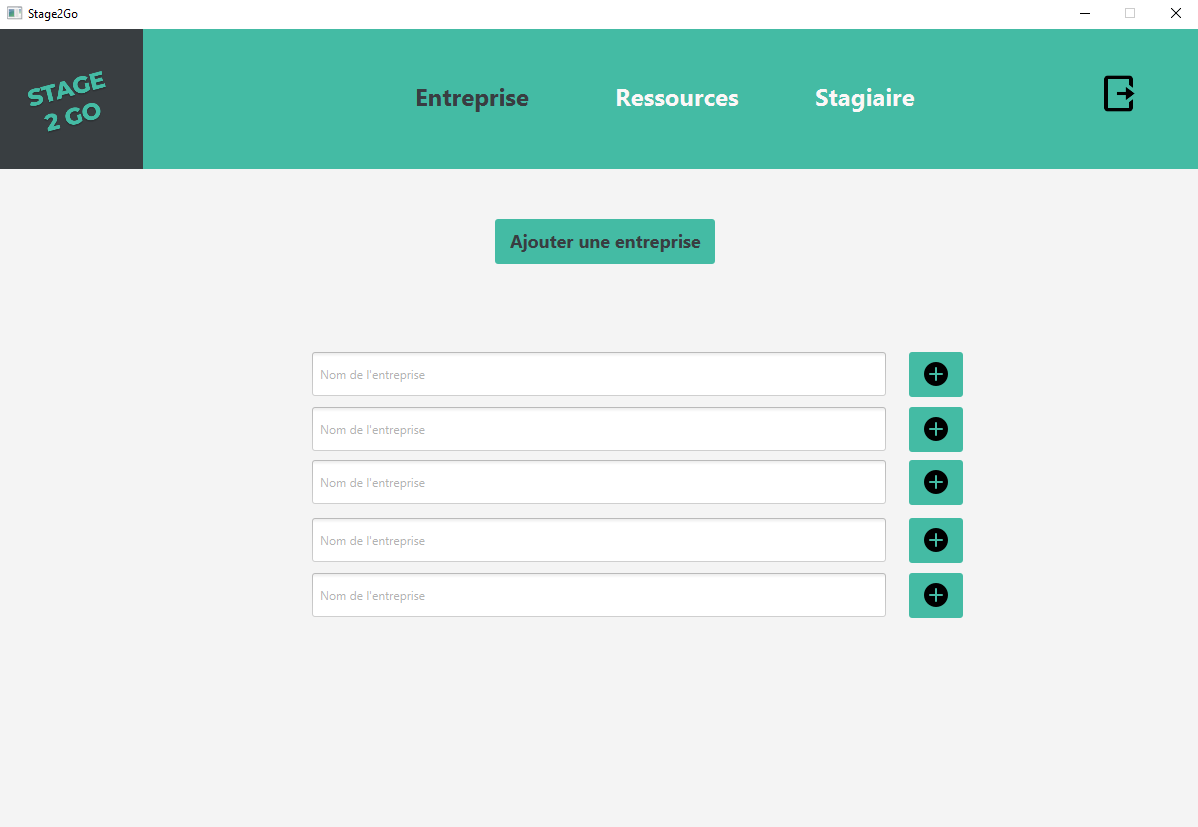 Stage2Go
STAGE
2 GO
Entreprise
Ressources
Stagiaire
Ajouter une entreprise
Nom de l'entreprise
Nom de l'entreprise
Nom de l'entreprise
Nom de l'entreprise
Nom de l'entreprise